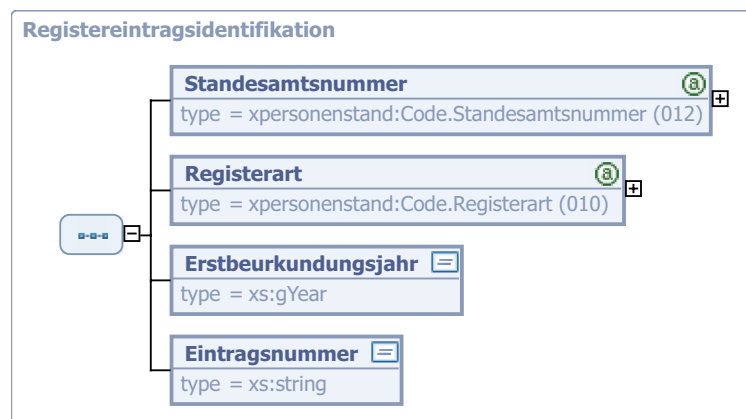 Registereintragsidentifikation
Standesamtsnummer
type = xpersonenstand:Code.Standesamtsnummer (012)
Registerart
type = xpersonenstand:Code.Registerart (010)
Erstbeurkundungsjahr
type = xs:gYear
Eintragsnummer
type = xs:string